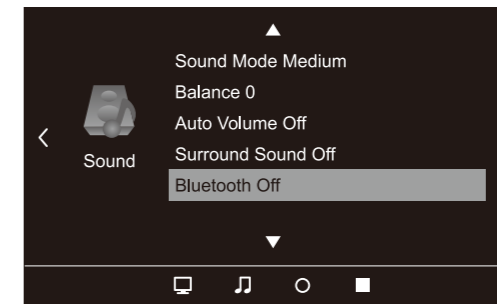 Sound Mode Medium
Balance 0
Auto Volume Off
Sound
Surround Sound Off
Bluetooth Off